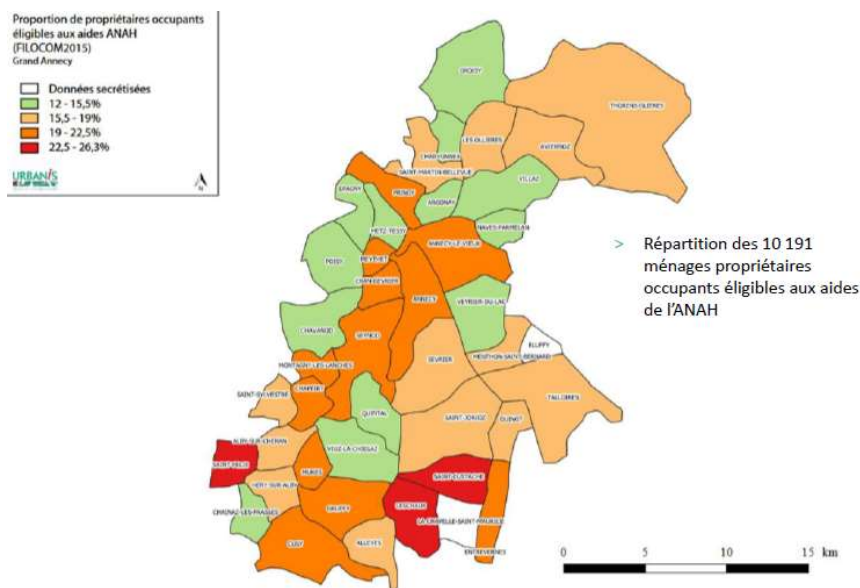 Proportion de propriétaires occupants
éligibles aux aides ANAH
(FILOCOM2015)
Grand Annecy
Données secrétisées
12 - 15,5%
15,5 - 19%
19 - 22,5%
22,5 - 26,3%
URBANiS
N
GROISY
THORENS-GLIERES
LES OLLIERES
AVIERNOZ
CHARVONNEX
SAINT-MARTIN-BELLEVUE
VILLAZ
PRINGY
EPAGNY
ARGONAY
METZ-TESSY
NAVES-PARMELAN
ANNECY-LE-VIEUX
> Répartition des 10 191
ménages propriétaires
occupants éligibles aux aides
de l'ANAH
POISY
MEYTHET
CRAN-GEVRIER
ANNECY
VEYRIER-DU-LAC
CHAVANOD
SEYNOD
BLUFFY
MENTHON-SAINT-BERNARD
SEVRIER
MONTAGNY-LES-LANCHES
CHAPEIRY
SAINT-SYLVESTRE
TALLOIRES
QUINTAL
SAINT-JORIOZ
DUINGT
ALBY-SUR-CHERAN
VIUZ-LA-CHIESAZ
SAINT-FELIX
MURES
SAINT-EUSTACHE
HERY-SUR-ALBY
GRUFFY
LESCHAUX
CHAINAZ-LES-FRASSES
LA CHAPELLE-SAINT-MAURICE
CUSY
ALLEVES
ENTREVERNES
0 5 10 15 km